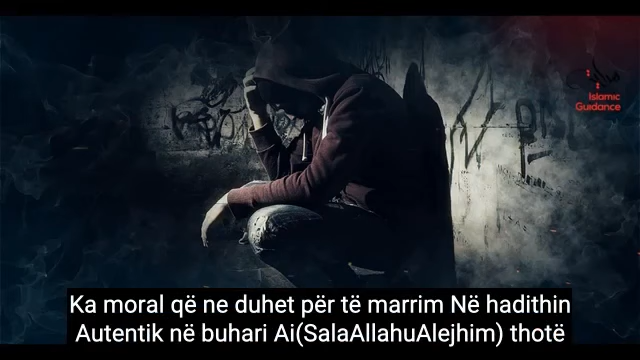 Islamic
Guidance
Ka moral që ne duhet për të marrim Në hadithin
Autentik në buhari Ai(SalaAllahuAlejhim) thotë